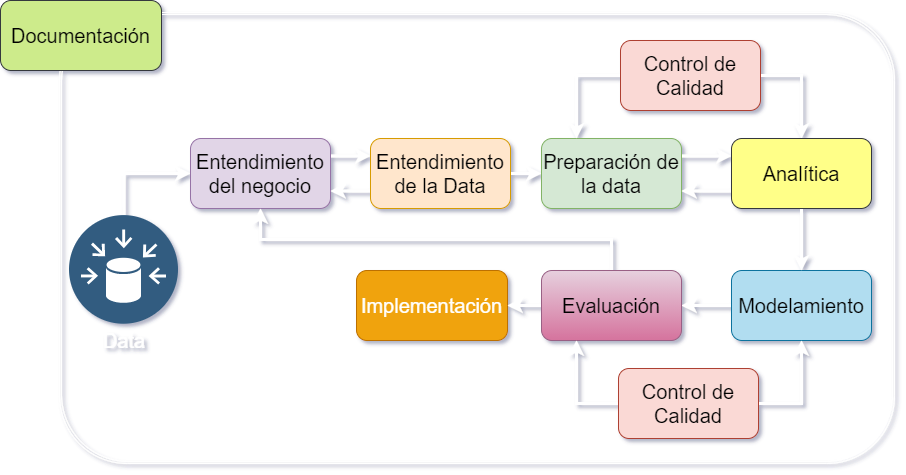 Documentación
Control de
Calidad
Entendimiento
del negocio
Entendimiento
de la Data
Preparación de
la data
Analítica
Data
Implementación
Evaluación
Modelamiento
Control de
Calidad